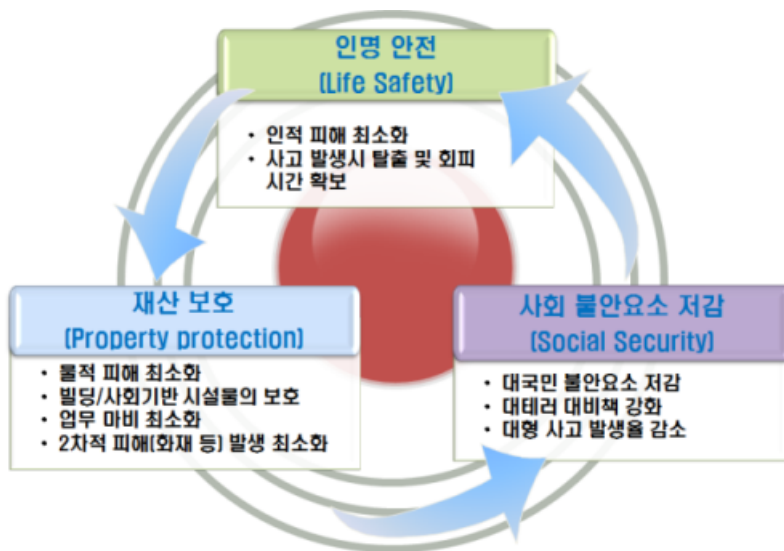 인명 안전
(Life Safety)
• 인적 피해 최소화
• 사고 발생시 탈출 및 회피
시간 확보
재산 보호
(Property protection)
• 물적 피해 최소화
• 빌딩/사회기반 시설물의 보호
• 업무 마비 최소화
• 2차적 피해(화재 등) 발생 최소화
사회 불안요소 저감
(Social Security)
• 대국민 불안요소 저감
• 대테러 대비책 강화
• 대형 사고 발생율 감소